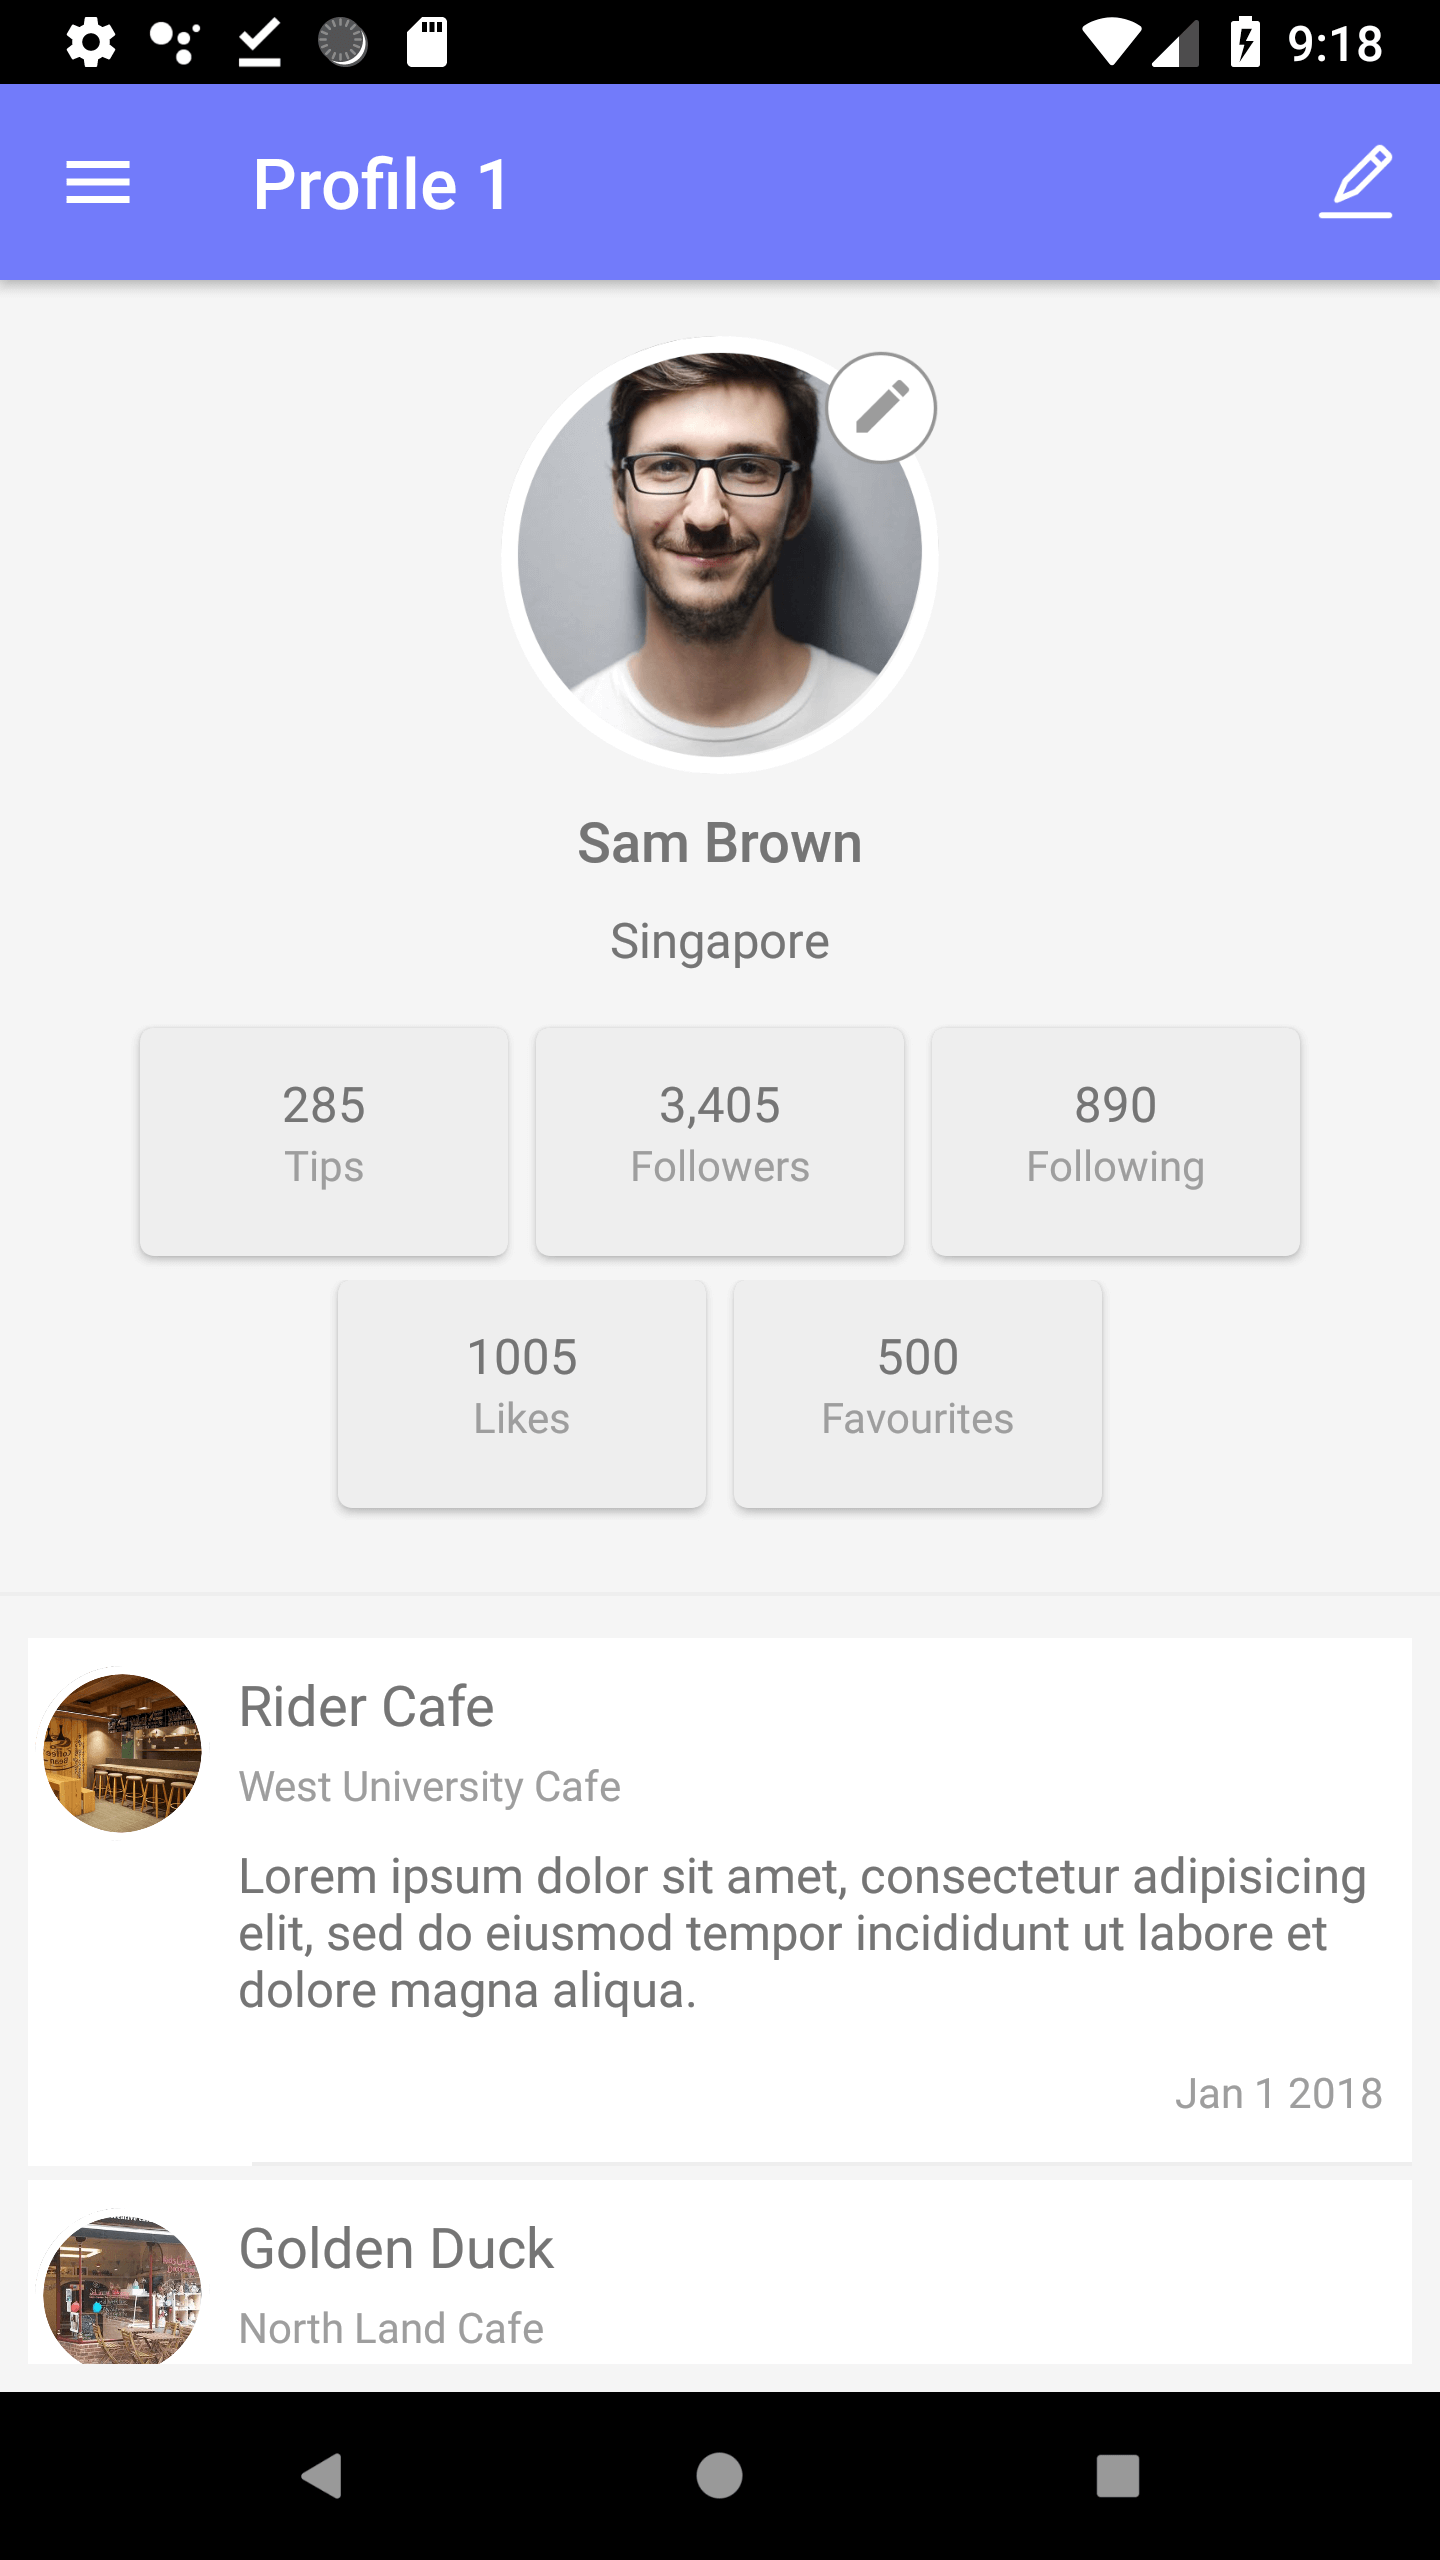 9:18
Profile 1
Sam Brown
Singapore
285
Tips
3,405
Followers
890
Following
1005
Likes
500
Favourites
Rider Cafe
West University Cafe
Lorem ipsum dolor sit amet, consectetur adipisicing
elit, sed do eiusmod tempor incididunt ut labore et
dolore magna aliqua.
Jan 1 2018
Golden Duck
North Land Cafe